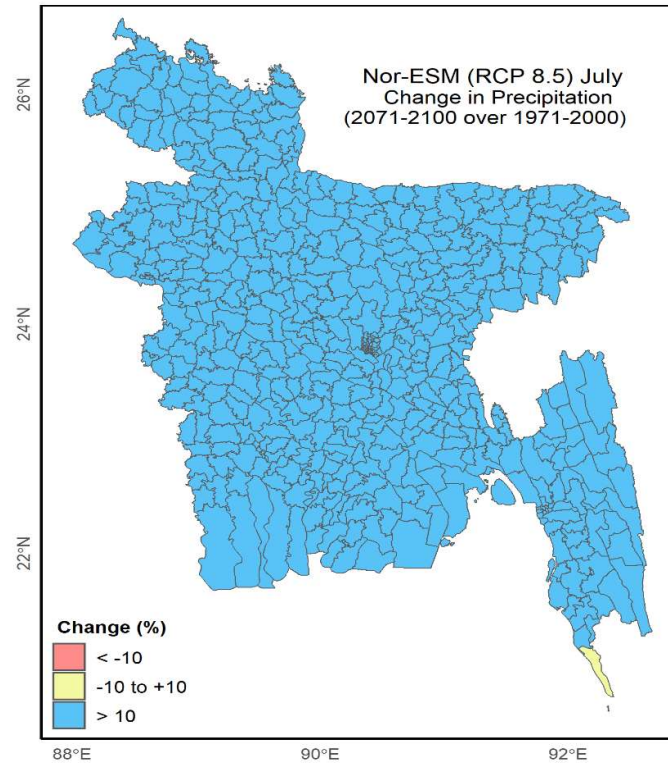 Nor-ESM (RCP 8.5) July
Change in Precipitation
(2071-2100 over 1971-2000)
26°N
24°N
22°N
Change (%)
< -10
-10 to +10
> 10
88°E
90°E
92°E